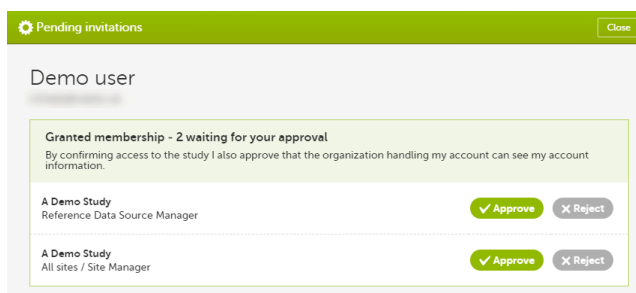 Pending invitations
Close
Demo user
Granted membership - 2 waiting for your approval
By confirming access to the study I also approve that the organization handling my account can see my account
information.
A Demo Study
Reference Data Source Manager
Approve
Reject
A Demo Study
All sites / Site Manager
Approve
Reject